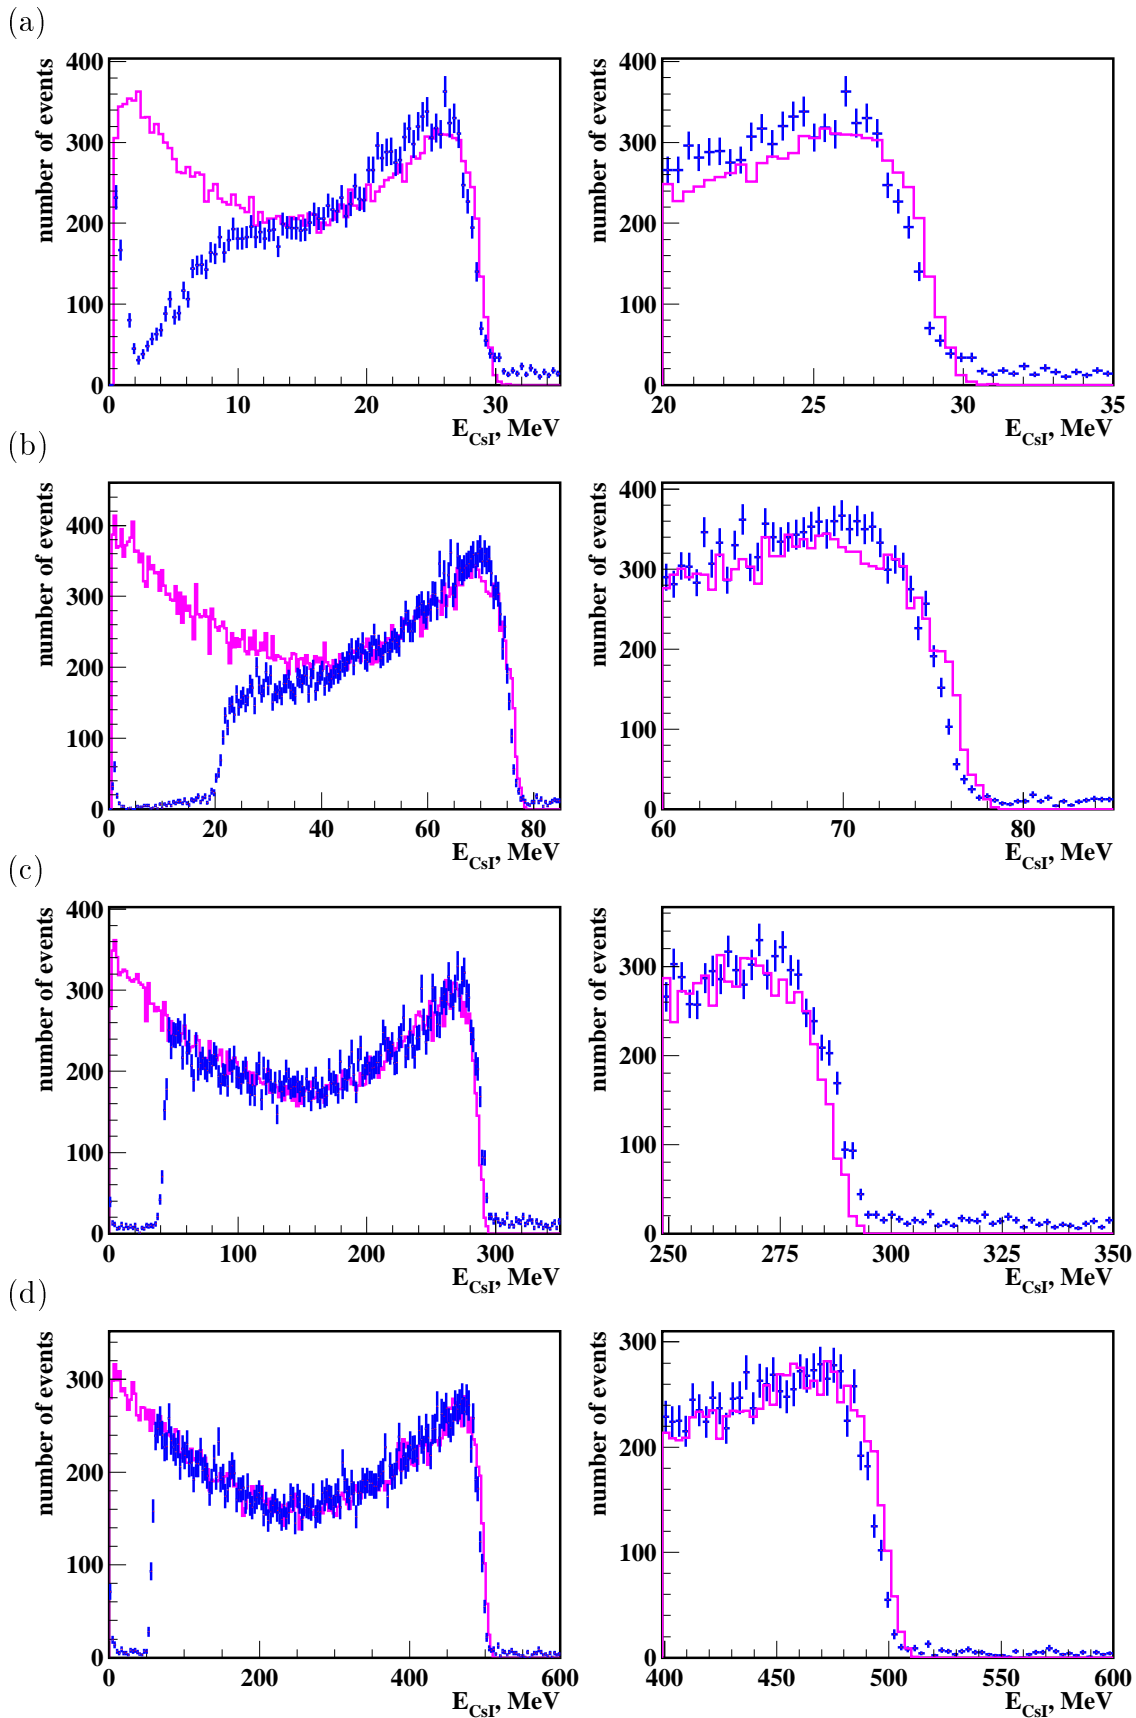 (a)
number of events
400
300
200
100
0
0 10 20 30
E_CsI, MeV
number of events
400
300
200
100
0
20 25 30 35
E_CsI, MeV
(b)
number of events
400
300
200
100
0
0 20 40 60 80
E_CsI, MeV
number of events
400
300
200
100
0
60 70 80
E_CsI, MeV
(c)
number of events
400
300
200
100
0
0 100 200 300
E_CsI, MeV
number of events
300
200
100
0
250 275 300 325 350
E_CsI, MeV
(d)
number of events
300
200
100
0
0 200 400 600
E_CsI, MeV
number of events
300
200
100
0
400 450 500 550 600
E_CsI, MeV